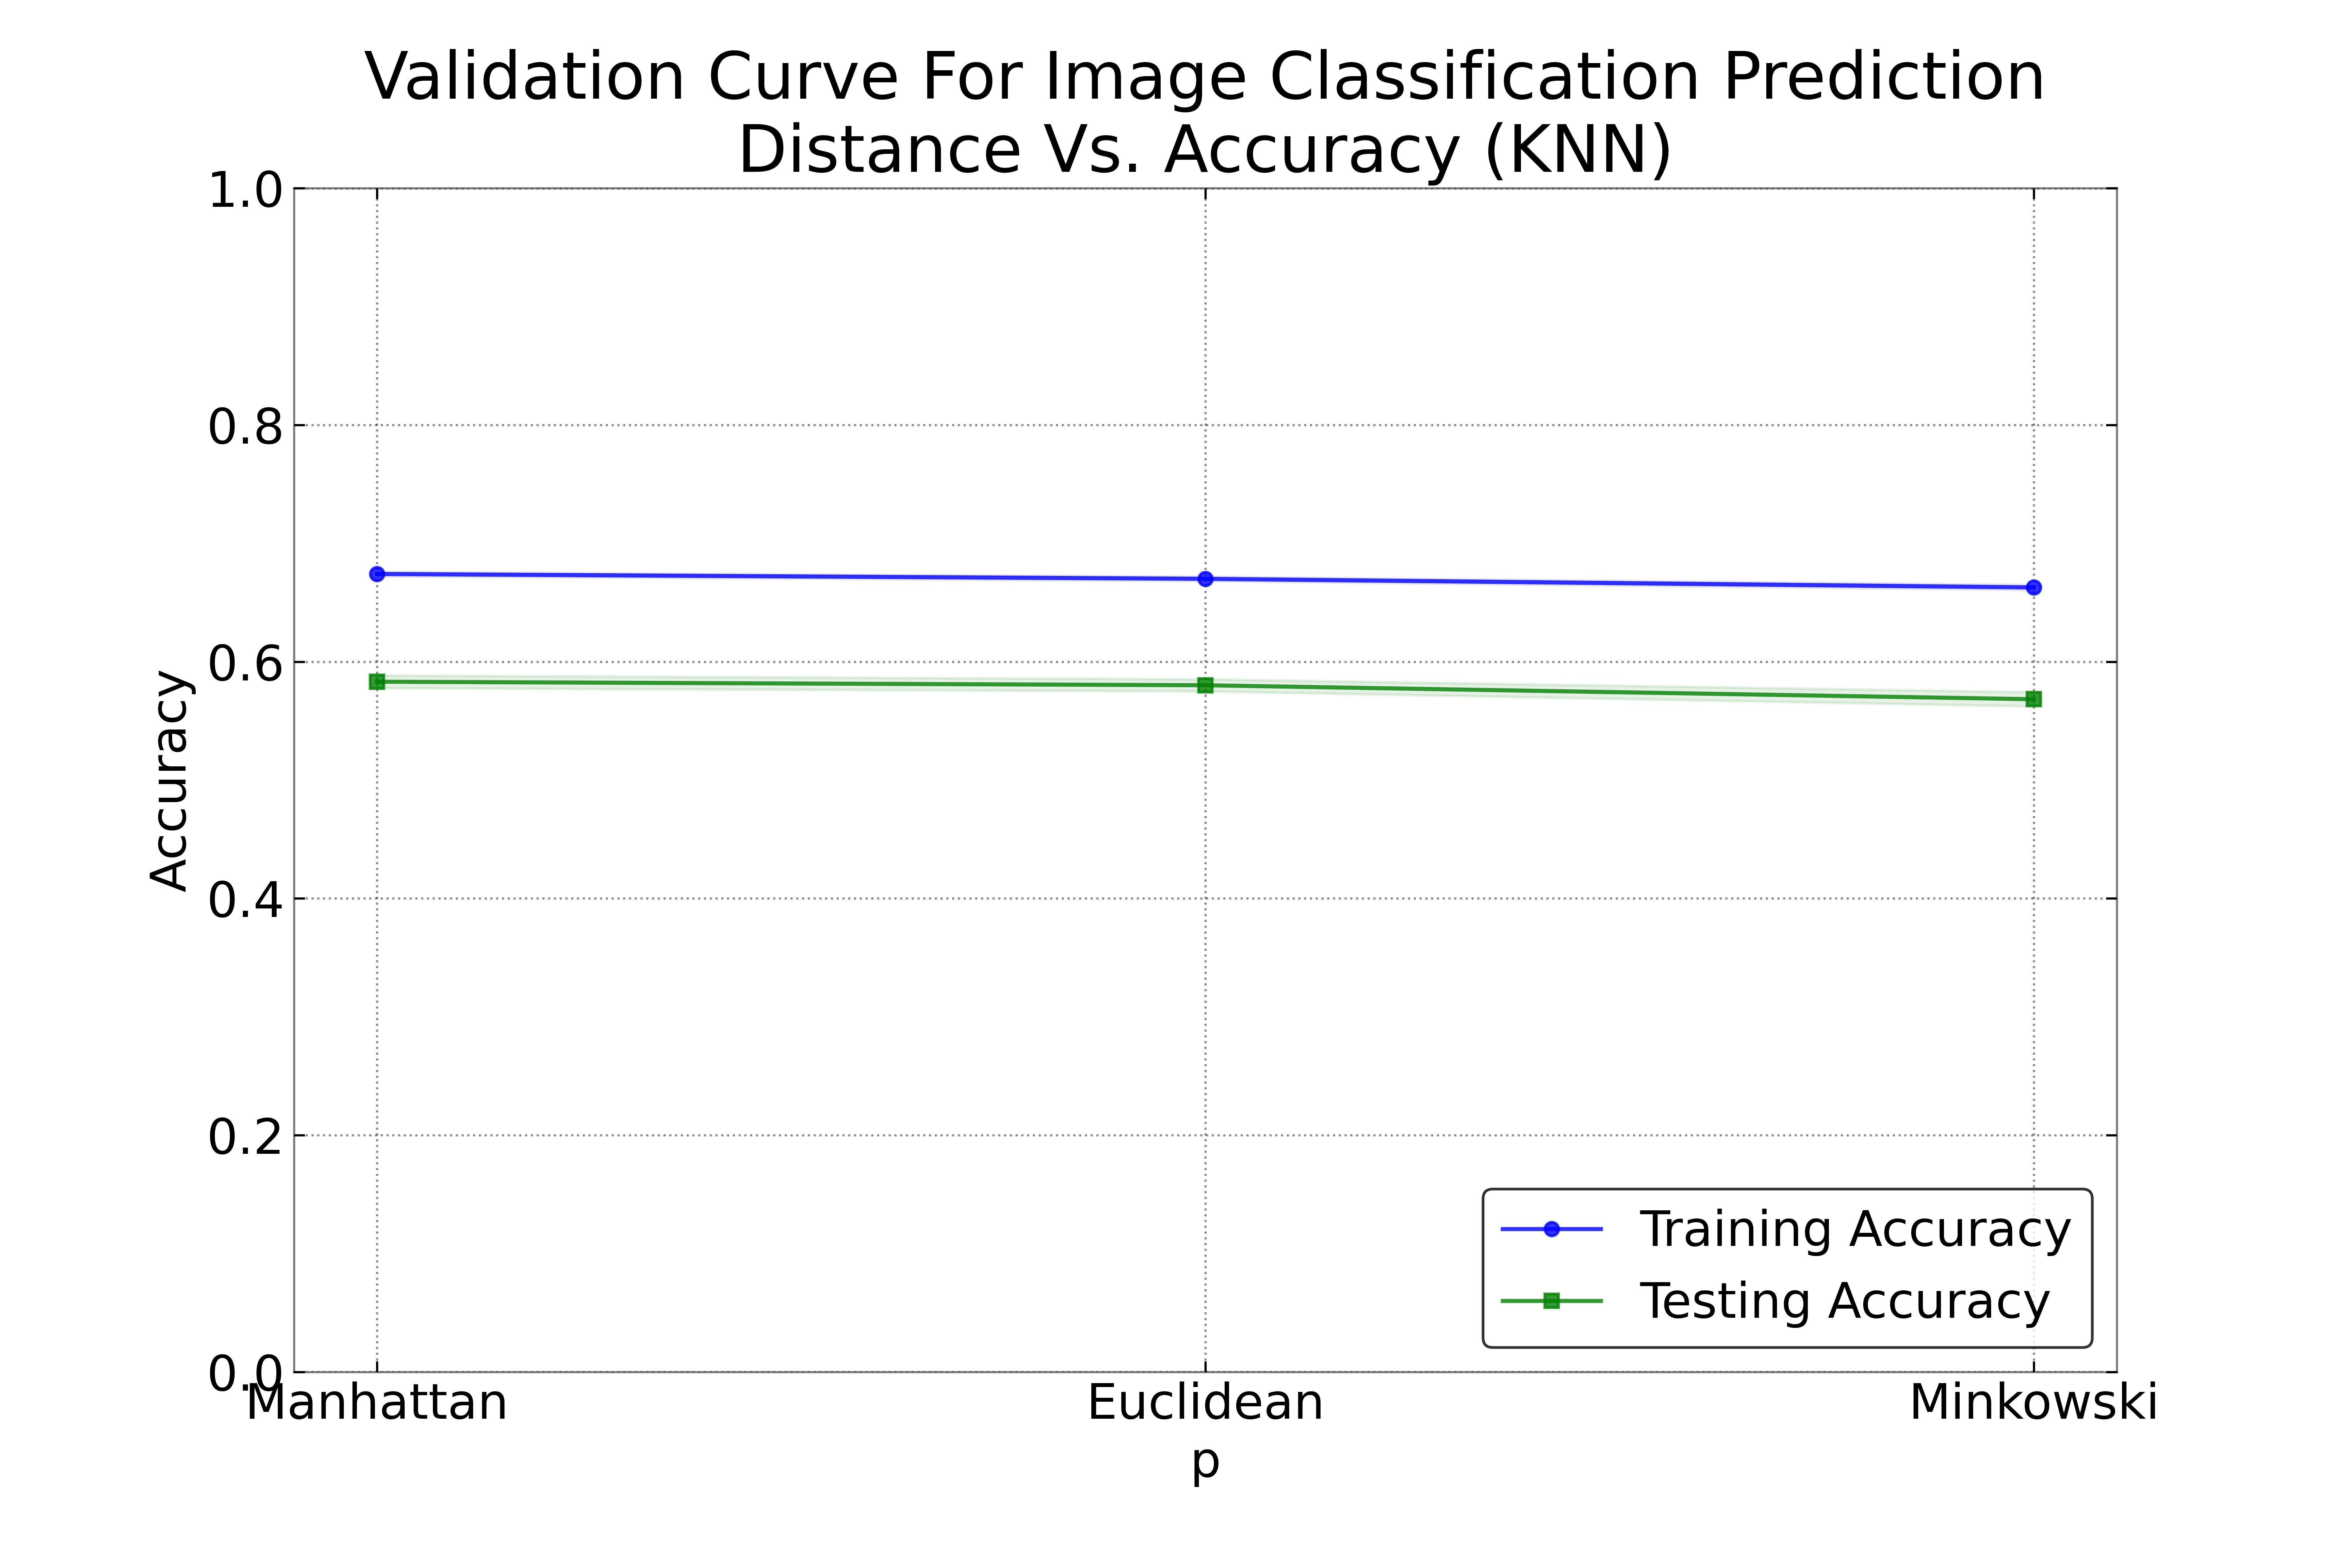 Validation Curve For Image Classification Prediction
Distance Vs. Accuracy (KNN)
1.0
0.8
0.6
0.4
0.2
0.0
Accuracy
Training Accuracy
Testing Accuracy
Manhattan
Euclidean
Minkowski
p